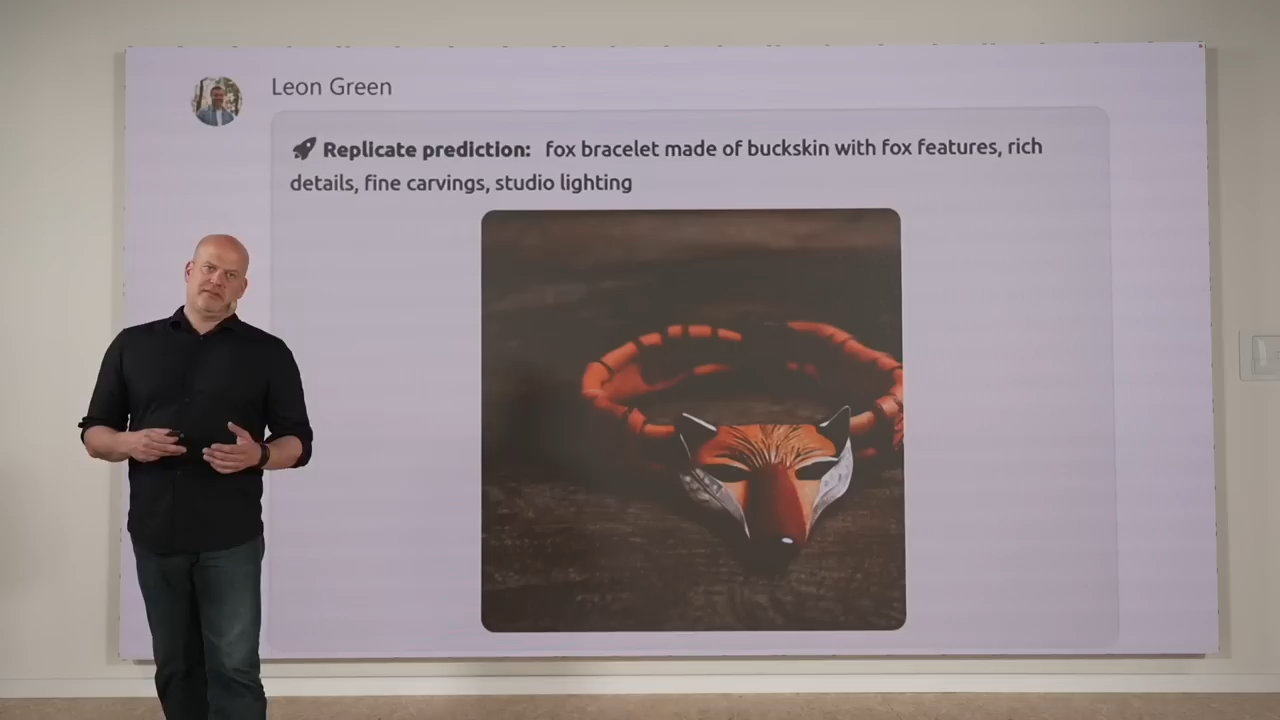 Leon Green
Replicate prediction: fox bracelet made of buckskin with fox features, rich
details, fine carvings, studio lighting